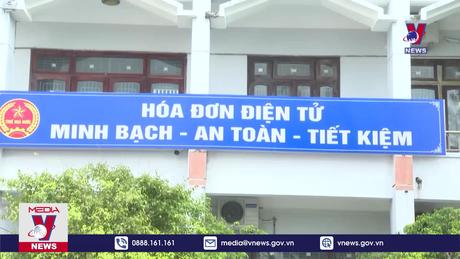 V
NEWS
HÓA ĐƠN ĐIỆN TỬ
MINH BẠCH - AN TOÀN - TIẾT KIỆM
MEDIA
V
NEWS
0888.161.161
media@vnews.gov.vn
vnews.gov.vn